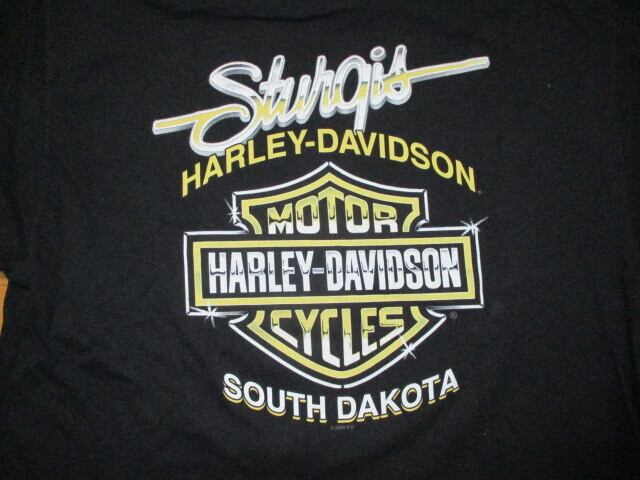 Sturgis
HARLEY-DAVIDSON
MOTOR
HARLEY-DAVIDSON
CYCLES
®
SOUTH DAKOTA